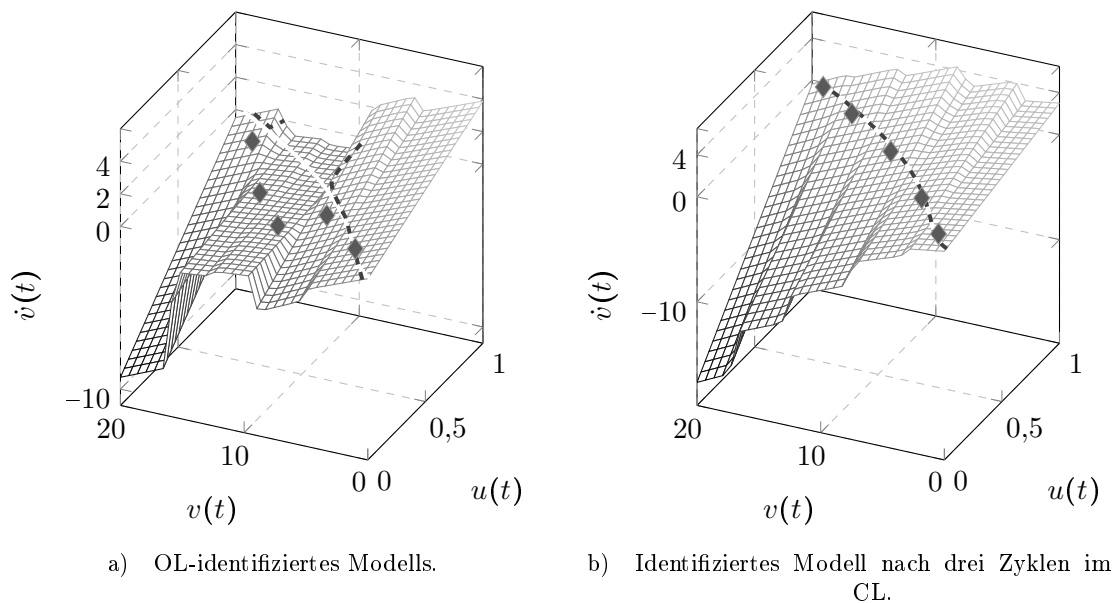 4
2
0
−10
v̇(t)
20
10
0
v(t)
0
0,5
1
u(t)
4
0
−10
v̇(t)
20
10
0
v(t)
0
0,5
1
u(t)
a) OL-identifiziertes Modells.
b) Identifiziertes Modell nach drei Zyklen im
CL.